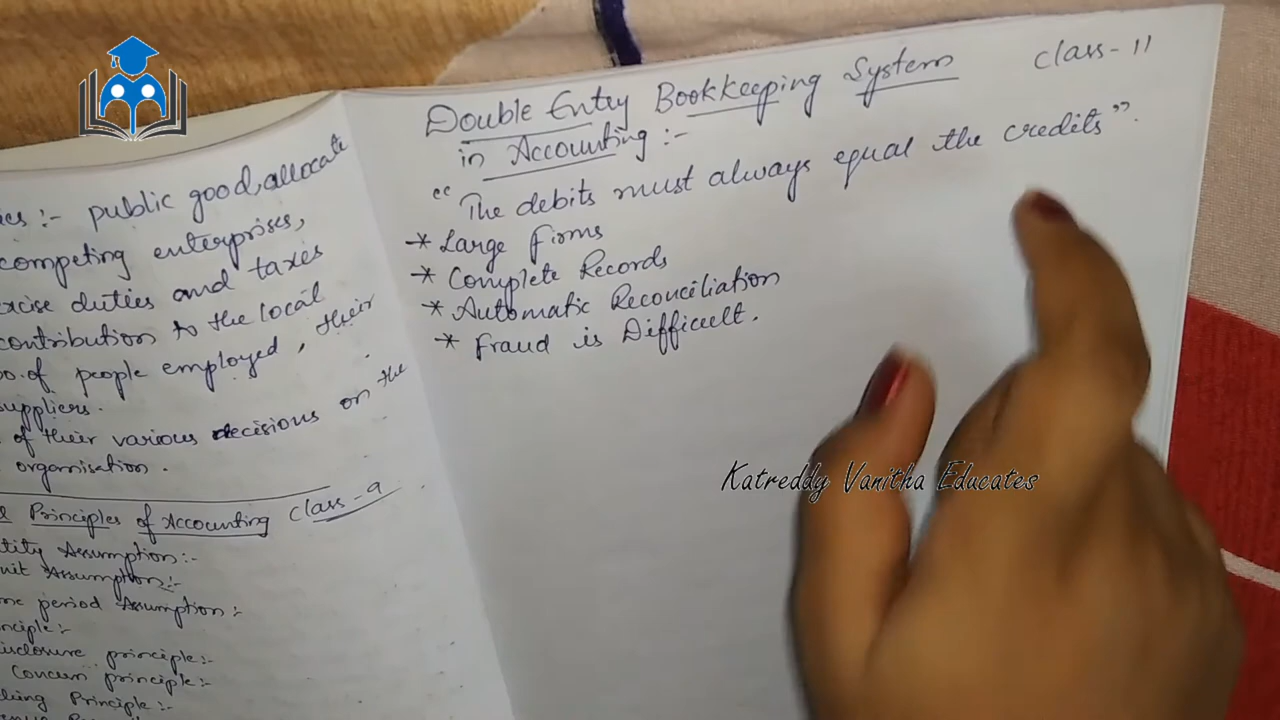 public good, allocate
competing enterprises,
duties and taxes
contribution to the local
of people employed, their
suppliers.
of their various decisions on the
organisation.
Principles of Accounting class-9
Assumption:-
Assumption:-
period Assumption:-
principle:-
Concern principle:-
Principle:-
Double Entry Bookkeeping System class-11
in Accounting:-
"The debits must always equal the credits".
* Large Firms
* Complete Records
* Automatic Reconciliation
* Fraud is Difficult.
Katreddy Vanitha Educates